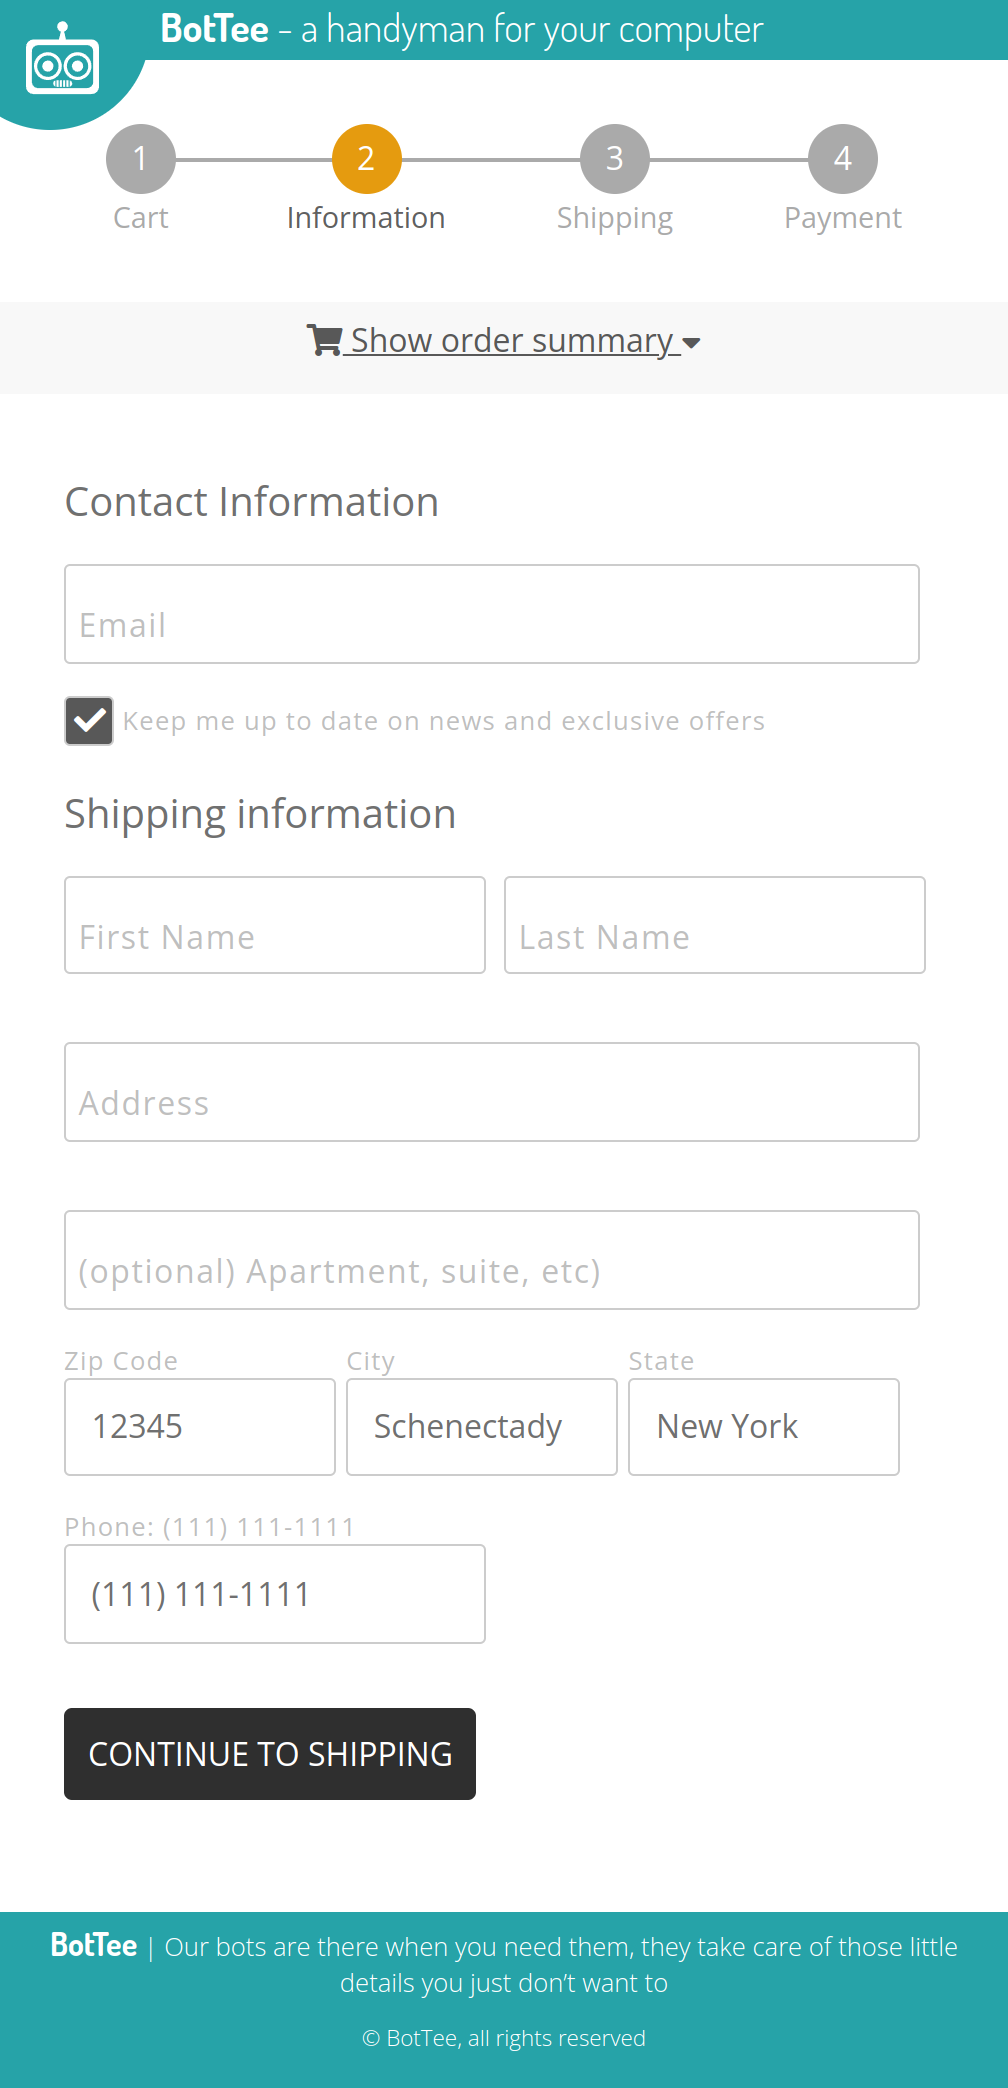 BotTee – a handyman for your computer
1 2 3 4
Cart Information Shipping Payment
Show order summary
Contact Information
Email
Keep me up to date on news and exclusive offers
Shipping information
First Name Last Name
Address
(optional) Apartment, suite, etc)
Zip Code City State
12345 Schenectady New York
Phone: (111) 111-1111
(111) 111-1111
CONTINUE TO SHIPPING
BotTee | Our bots are there when you need them, they take care of those little
details you just don’t want to
© BotTee, all rights reserved